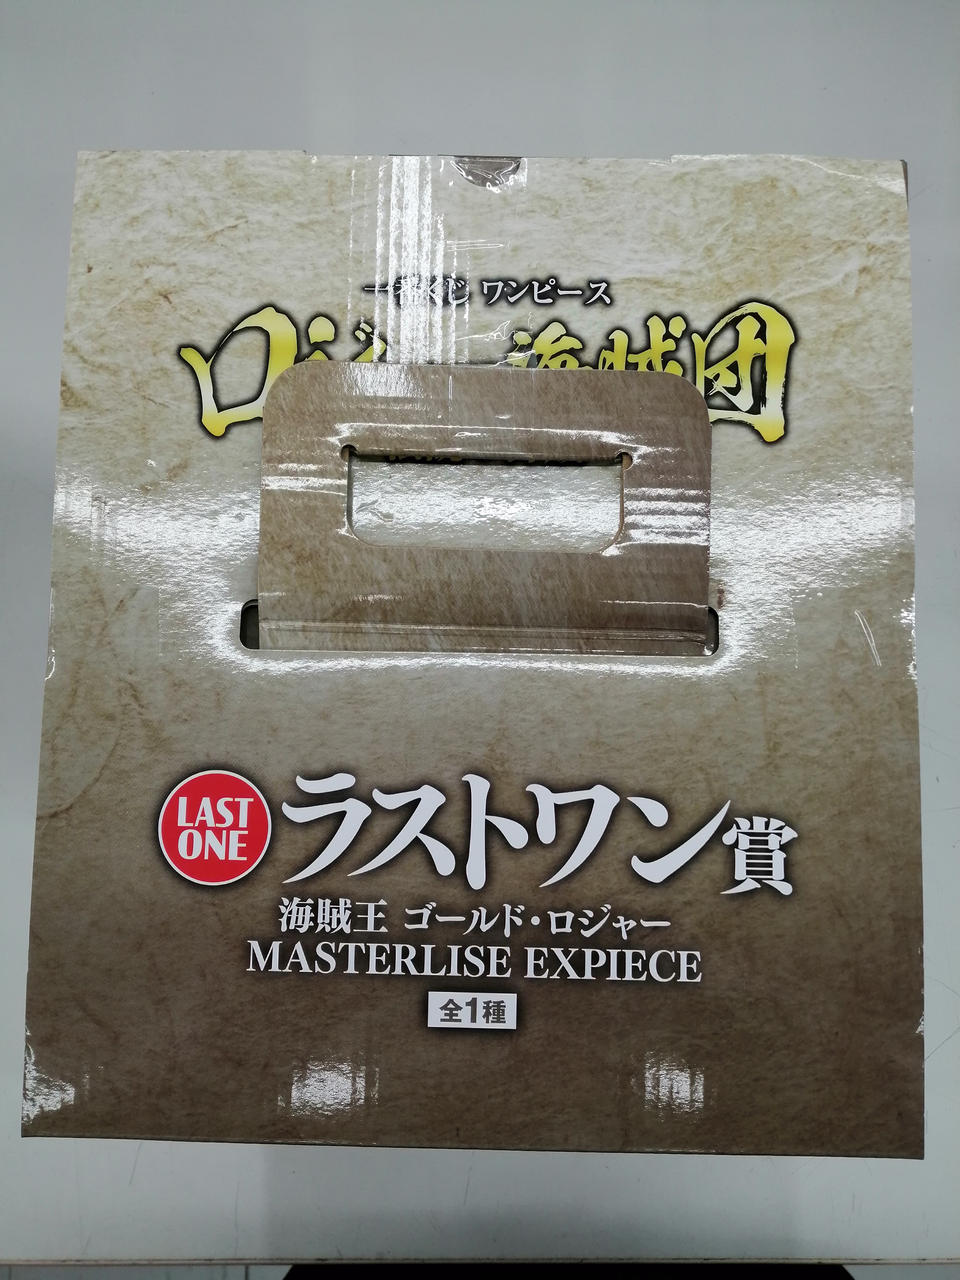 一番くじ ワンピース
ロジャー海賊団
LAST
ONE
ラストワン賞
海賊王 ゴールド・ロジャー
MASTERLISE EXPIECE
全1種